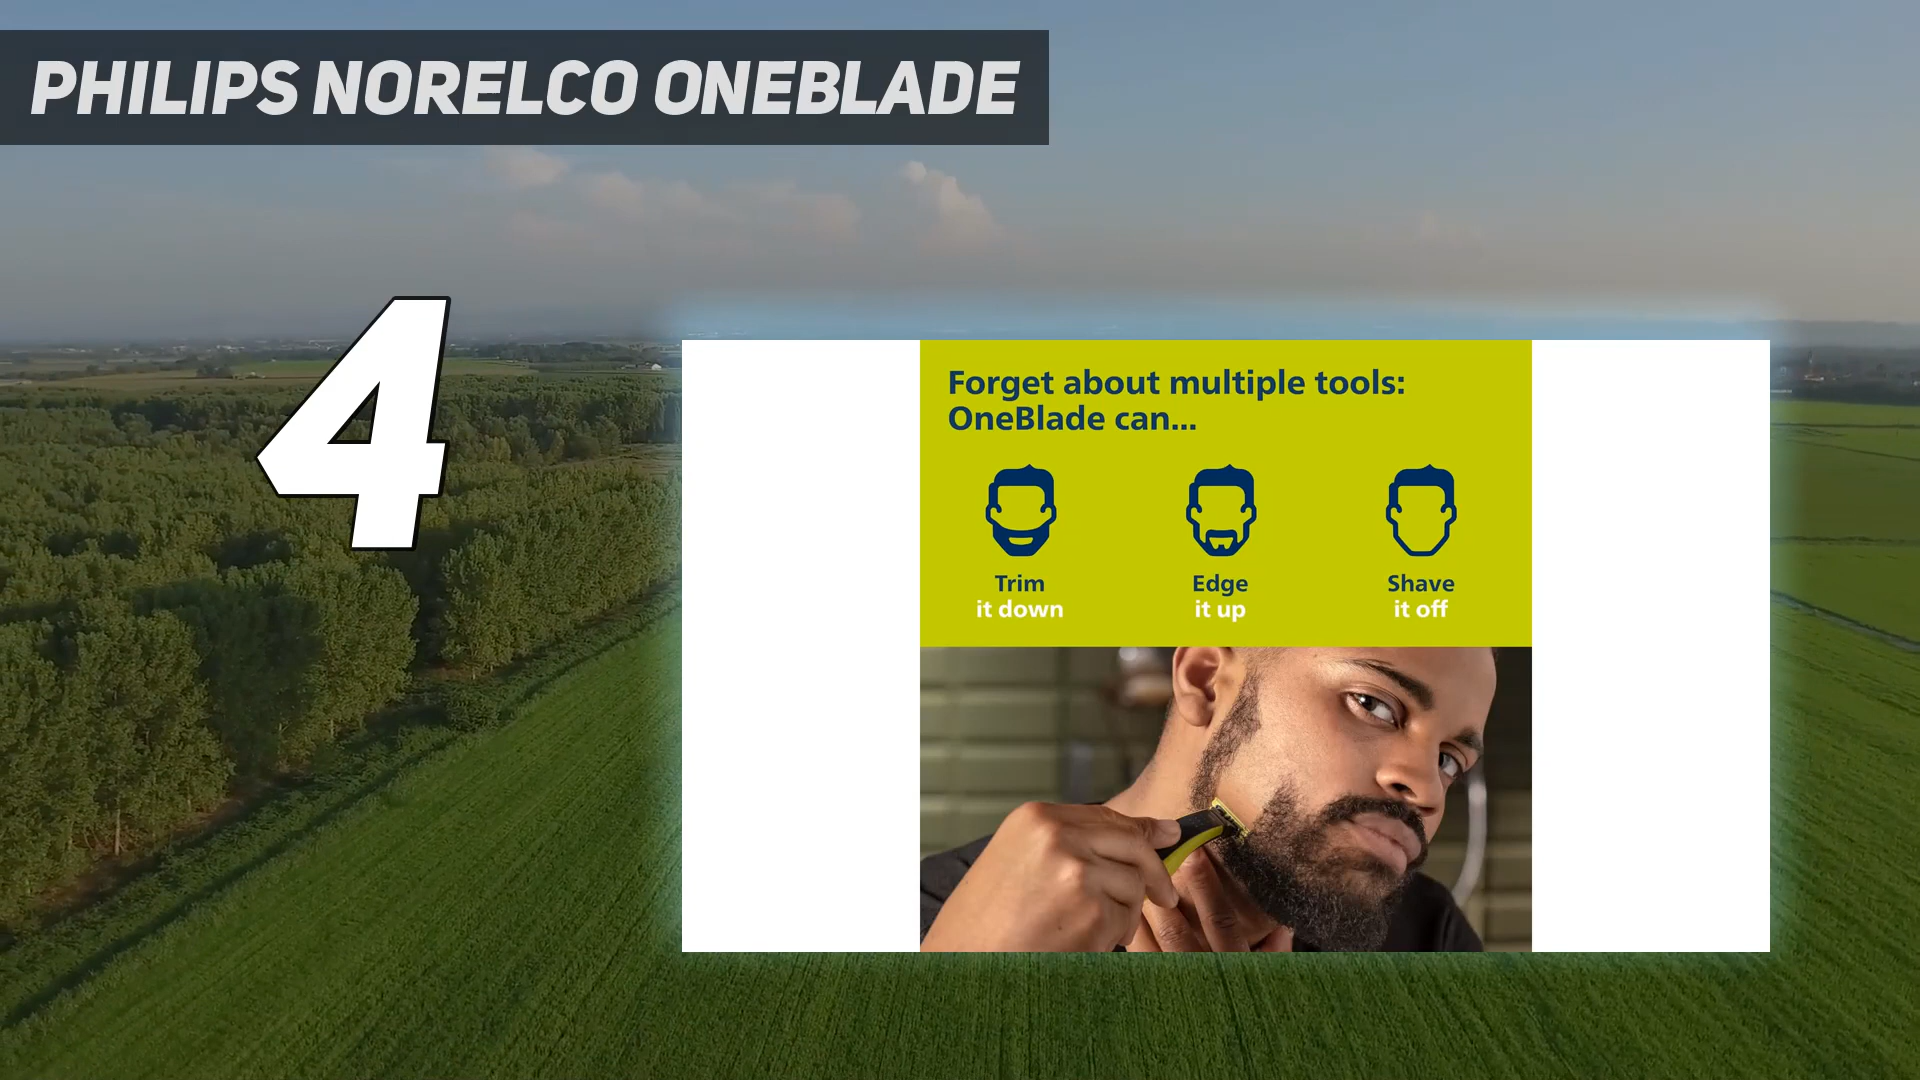 PHILIPS NORELCO ONEBLADE
4
Forget about multiple tools:
OneBlade can...
Trim
it down
Edge
it up
Shave
it off